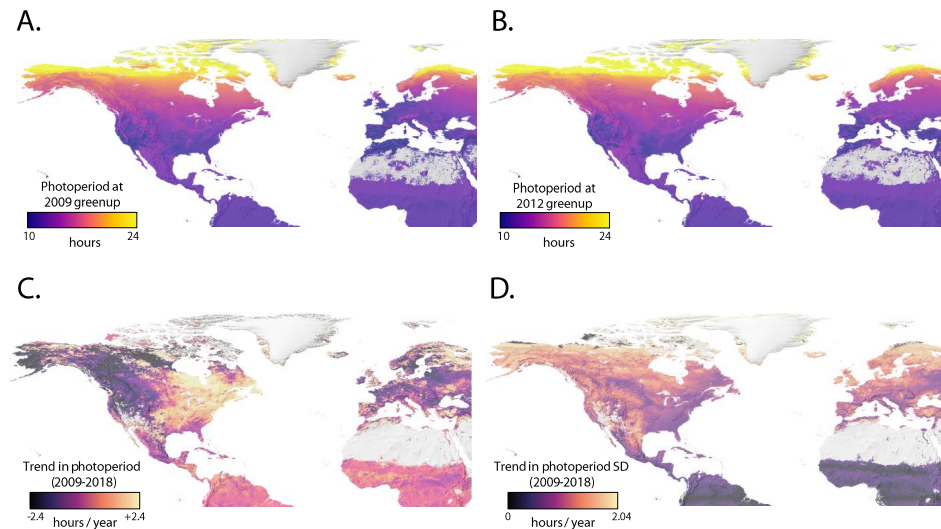 A.
B.
Photoperiod at
2009 greenup
10 24
hours
Photoperiod at
2012 greenup
10 24
hours
C.
D.
Trend in photoperiod
(2009-2018)
-2.4 +2.4
hours / year
Trend in photoperiod SD
(2009-2018)
0 2.04
hours / year